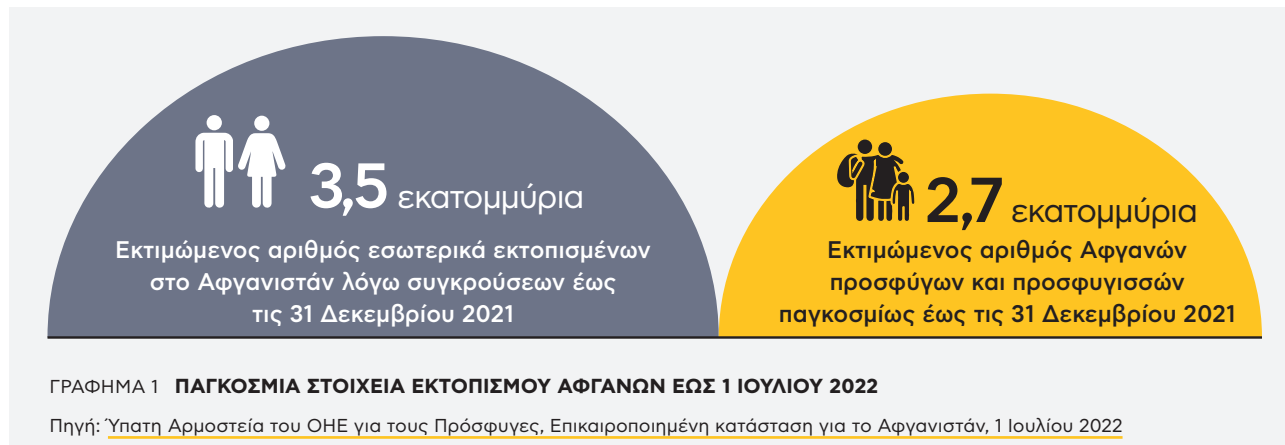 3,5 εκατομμύρια
Εκτιμώμενος αριθμός εσωτερικά εκτοπισμένων
στο Αφγανιστάν λόγω συγκρούσεων έως
τις 31 Δεκεμβρίου 2021
2,7 εκατομμύρια
Εκτιμώμενος αριθμός Αφγανών
προσφύγων και προσφυγισσών
παγκοσμίως έως τις 31 Δεκεμβρίου 2021
ΓΡΑΦΗΜΑ 1 ΠΑΓΚΟΣΜΙΑ ΣΤΟΙΧΕΙΑ ΕΚΤΟΠΙΣΜΟΥ ΑΦΓΑΝΩΝ ΕΩΣ 1 ΙΟΥΛΙΟΥ 2022
Πηγή: Ύπατη Αρμοστεία του ΟΗΕ για τους Πρόσφυγες, Επικαιροποιημένη κατάσταση για το Αφγανιστάν, 1 Ιουλίου 2022